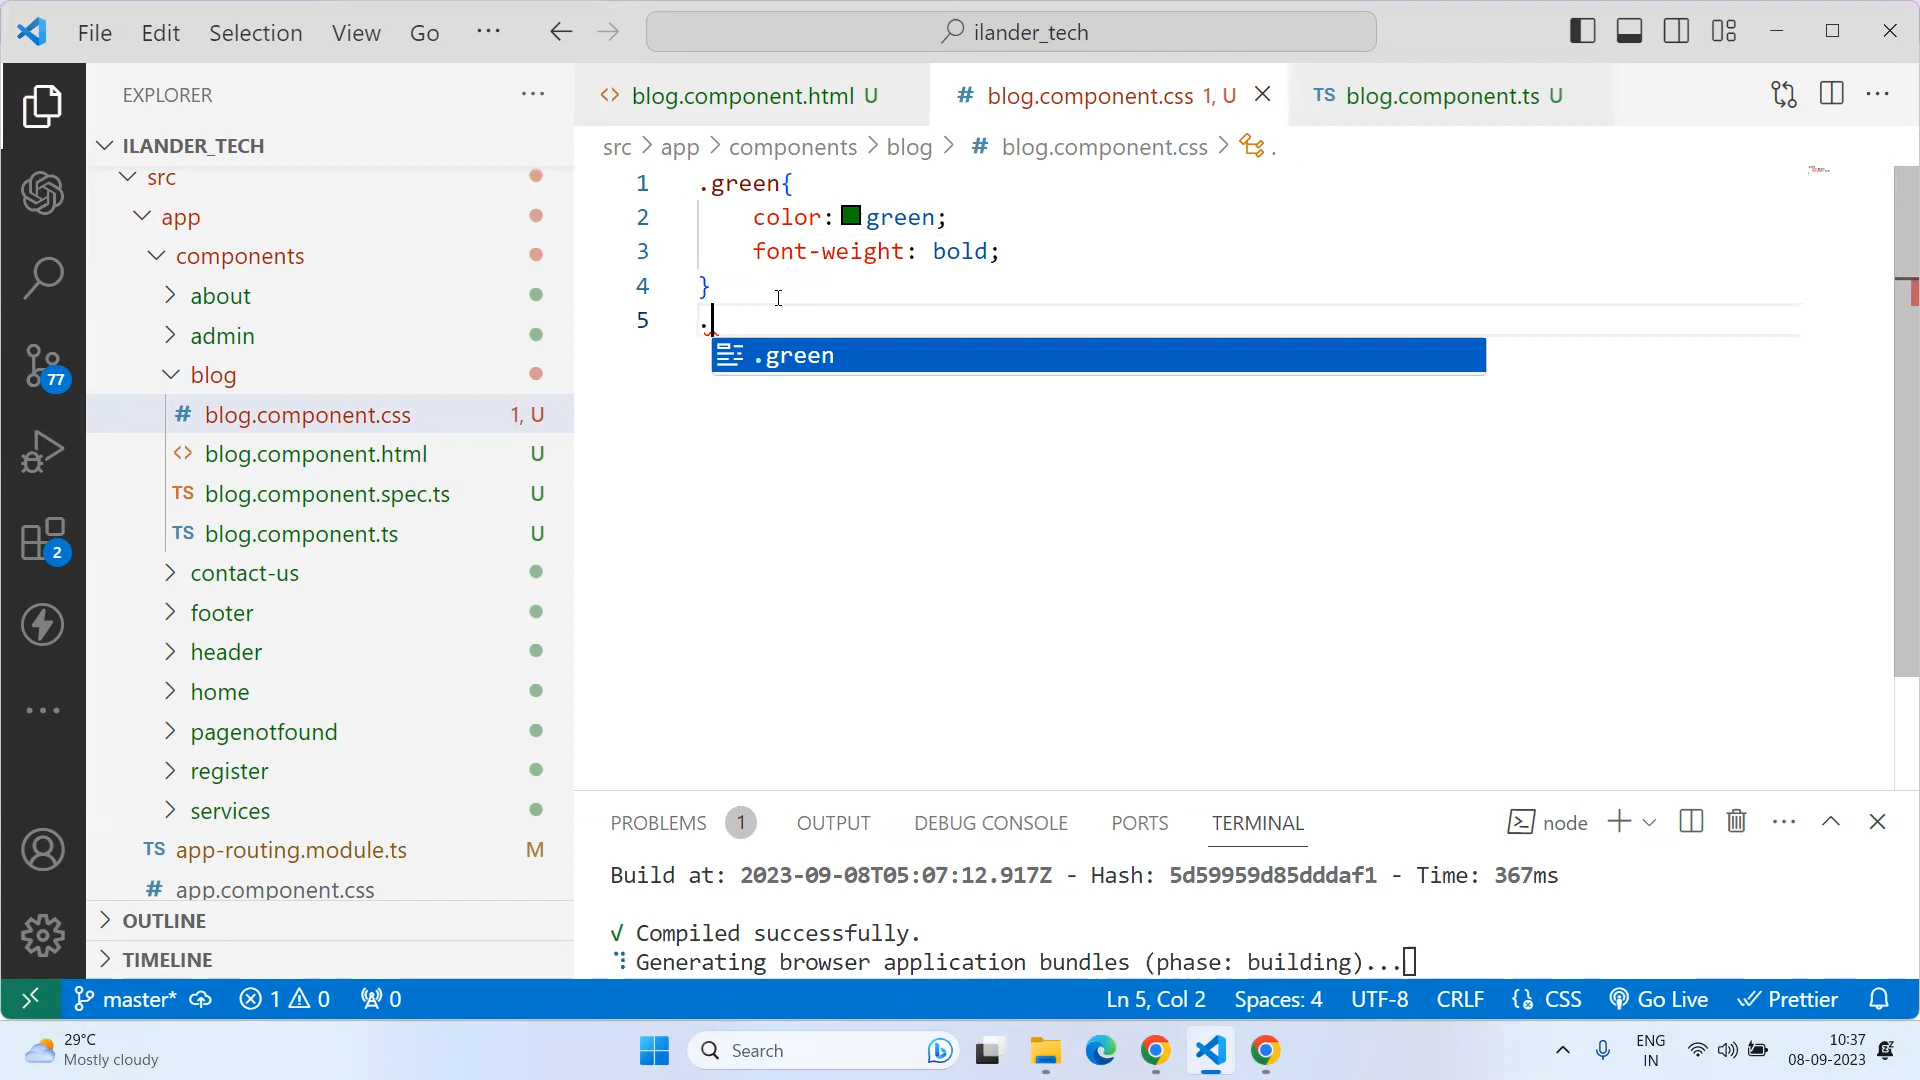 File Edit Selection View Go ··· ilander_tech
EXPLORER ···
ILANDER_TECH
src
app
components
about
admin
blog
# blog.component.css 1, U
<> blog.component.html U
TS blog.component.spec.ts U
TS blog.component.ts U
contact-us
footer
header
home
pagenotfound
register
services
TS app-routing.module.ts M
# app.component.css
OUTLINE
TIMELINE
77
2
<> blog.component.html U # blog.component.css 1, U TS blog.component.ts U
src > app > components > blog > # blog.component.css > .
1 .green{
2 color: green;
3 font-weight: bold;
4 }
5 .
.green
PROBLEMS 1 OUTPUT DEBUG CONSOLE PORTS TERMINAL node
Build at: 2023-09-08T05:07:12.917Z - Hash: 5d59959d85dddaf1 - Time: 367ms
√ Compiled successfully.
Generating browser application bundles (phase: building)...
master* 1 0 0 Ln 5, Col 2 Spaces: 4 UTF-8 CRLF CSS Go Live Prettier
29°C
Mostly cloudy
Search
ENG
IN
10:37
08-09-2023